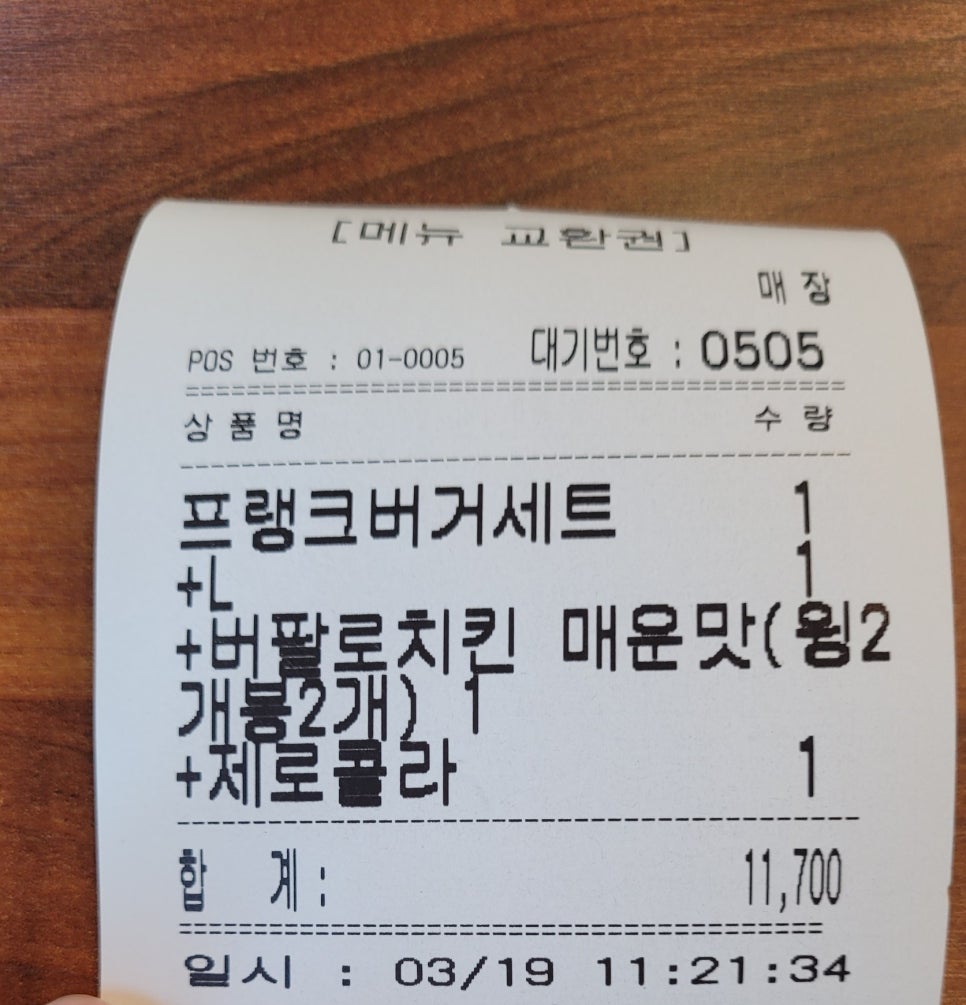 [메뉴 교환권]
매 장
POS 번호 : 01-0005 대기번호 : 0505
상 품 명 수 량
프랭크버거세트 1
+L 1
+버팔로치킨 매운맛(윙2
개봉2개) 1
+제로콜라 1
합 계 : 11,700
일시 : 03/19 11:21:34